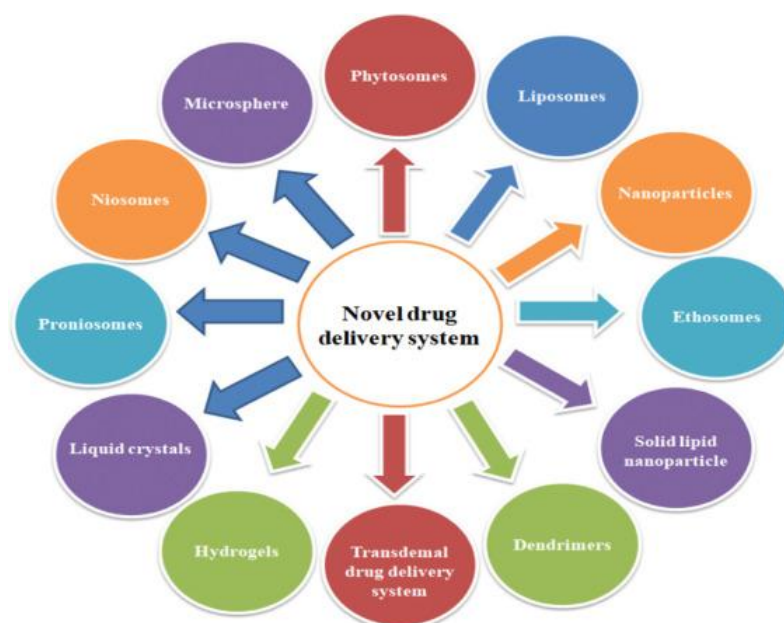 Novel drug
delivery system
Phytosomes
Liposomes
Nanoparticles
Ethosomes
Solid lipid
nanoparticle
Dendrimers
Transdemal
drug delivery
system
Hydrogels
Liquid crystals
Proniosomes
Niosomes
Microsphere